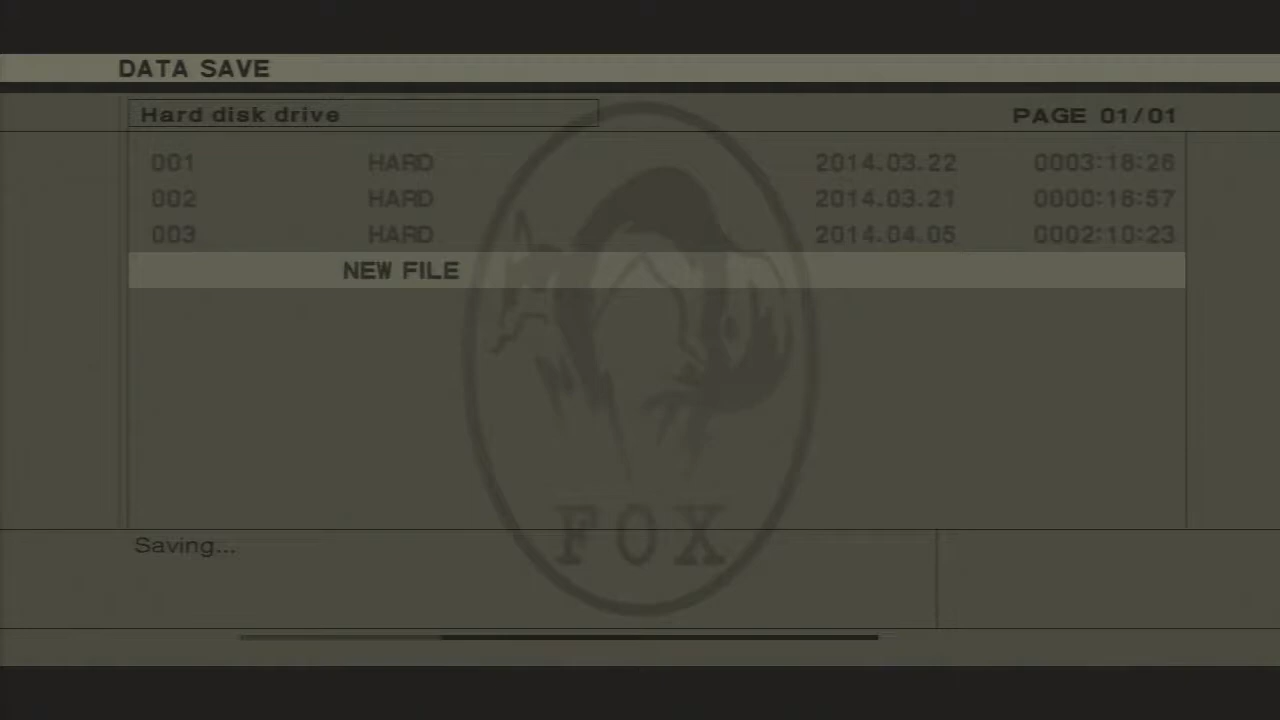 DATA SAVE
Hard disk drive PAGE 01/01
001 HARD 2014.03.22 0003:18:26
002 HARD 2014.03.21 0000:16:57
003 HARD 2014.04.05 0002:10:23
NEW FILE
FOX
Saving...